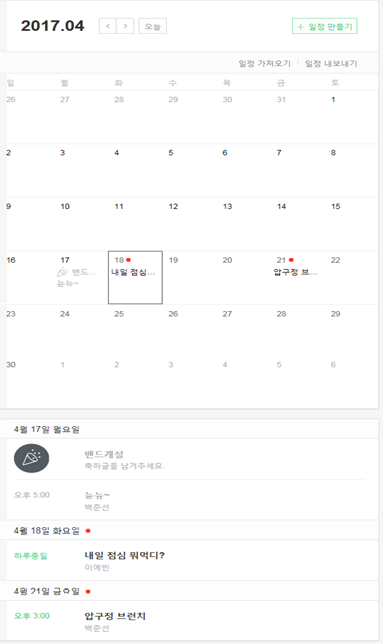 2017.04 < > 오늘 + 일정 만들기
일정 가져오기 일정 내보내기
일 월 화 수 목 금 토
26 27 28 29 30 31 1
2 3 4 5 6 7 8
9 10 11 12 13 14 15
16 17 18 19 20 21 22
밴드... 내일 점심... 압구정 브...
뉴뉴~
23 24 25 26 27 28 29
30 1 2 3 4 5 6
4월 17일 월요일
밴드개설
축하글을 남겨주세요.
오후 5:00 뉴뉴~
백준선
4월 18일 화요일
하루종일 내일 점심 뭐먹디?
이예빈
4월 21일 금요일
오후 3:00 압구정 브런치
백준선